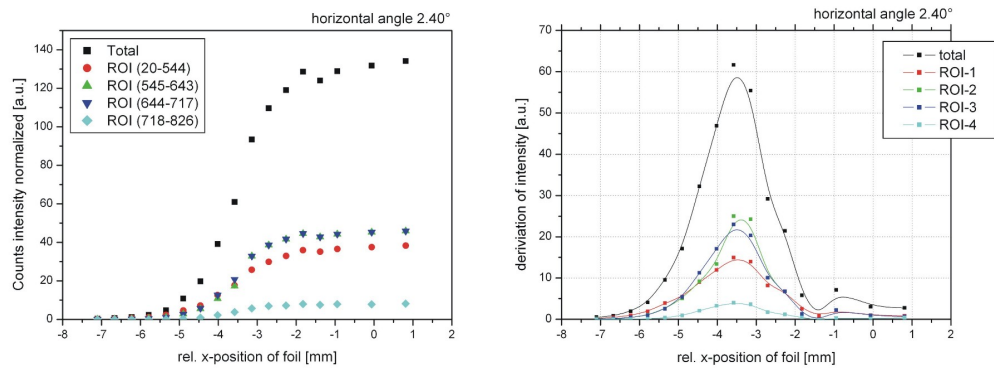 horizontal angle 2.40°
Counts intensity normalized [a.u.]
140
120
100
80
60
40
20
0
Total
ROI (20-544)
ROI (545-643)
ROI (644-717)
ROI (718-826)
-8 -7 -6 -5 -4 -3 -2 -1 0 1 2
rel. x-position of foil [mm]
horizontal angle 2.40°
deriviation of intensity [a.u.]
70
60
50
40
30
20
10
0
total
ROI-1
ROI-2
ROI-3
ROI-4
-8 -7 -6 -5 -4 -3 -2 -1 0 1 2
rel. x-position of foil [mm]